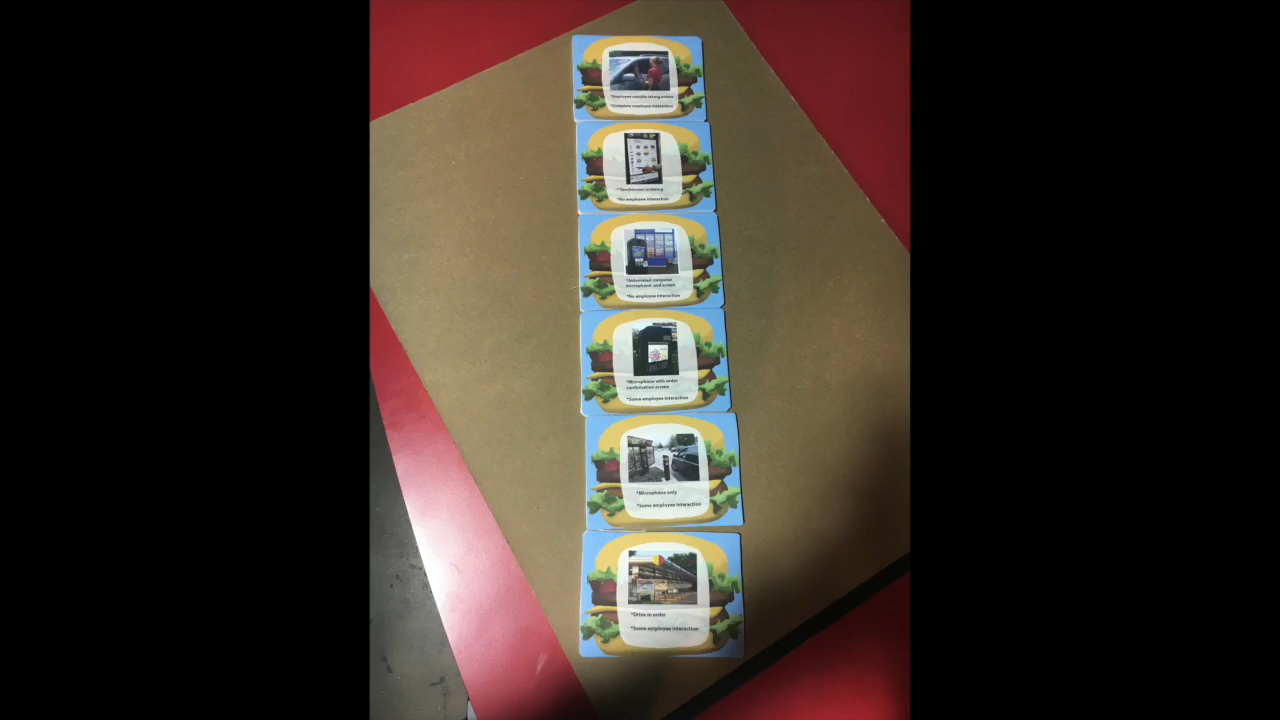 *Employee outside taking orders
*Complete employee interaction
*Touchscreen ordering
*No employee interaction
*Automated computer
microphone and screen
*No employee interaction
*Microphone with order
confirmation screen
*Some employee interaction
*Microphone only
*Some employee interaction
*Drive in order
*Some employee interaction